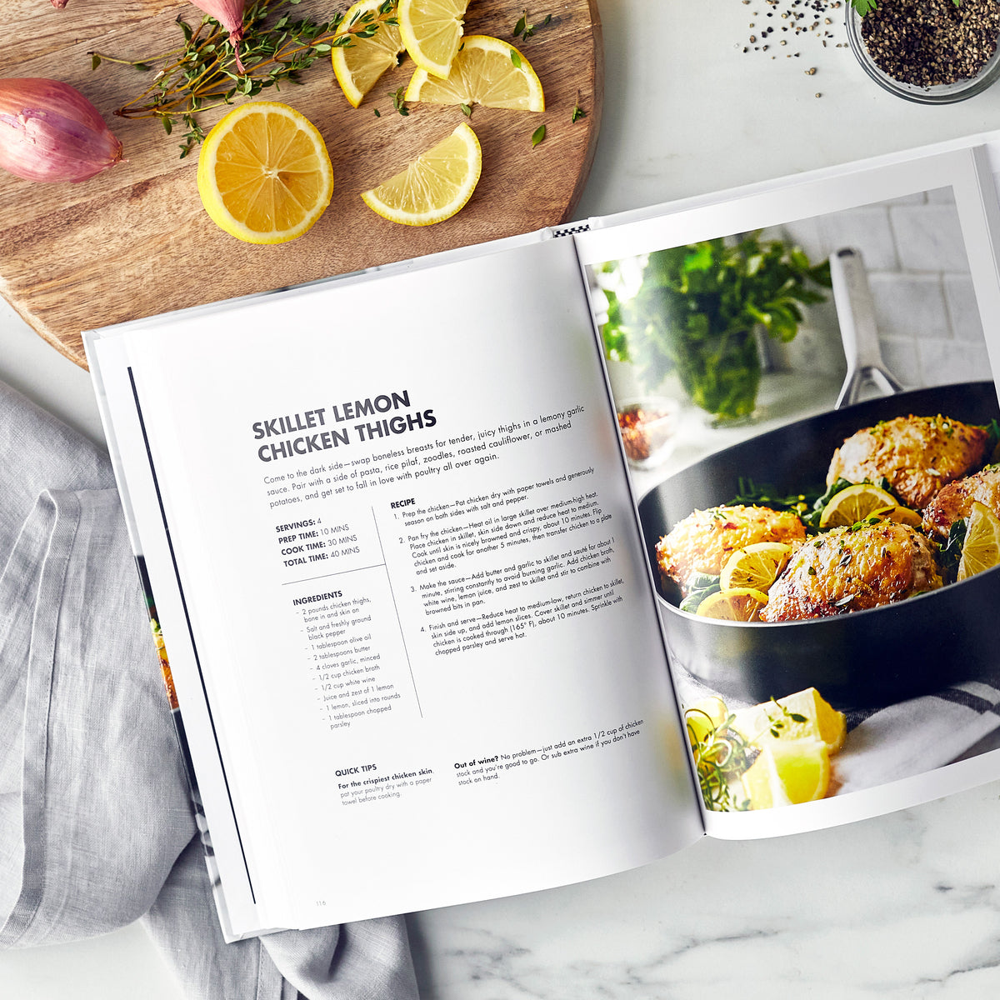 SKILLET LEMON
CHICKEN THIGHS
Come to the dark side—swap boneless breasts for tender, juicy thighs in a lemony garlic
sauce. Pair with a side of pasta, rice pilaf, zoodles, roasted cauliflower, or mashed
potatoes, and get set to fall in love with poultry all over again.
SERVINGS: 4
PREP TIME: 10 MINS
COOK TIME: 30 MINS
TOTAL TIME: 40 MINS
INGREDIENTS
- 2 pounds chicken thighs,
bone in and skin on
- Salt and freshly ground
black pepper
- 1 tablespoon olive oil
- 2 tablespoons butter
- 4 cloves garlic, minced
- 1/2 cup chicken broth
- 1/2 cup white wine
- Juice and zest of 1 lemon
- 1 lemon, sliced into rounds
- 1 tablespoon chopped
parsley
RECIPE
1. Prep the chicken—Pat chicken dry with paper towels and generously
season on both sides with salt and pepper.
2. Pan fry the chicken—Heat oil in large skillet over medium-high heat.
Place chicken in skillet, skin side down and reduce heat to medium.
Cook until skin is nicely browned and crispy, about 10 minutes. Flip
chicken and cook for another 5 minutes, then transfer chicken to a plate
and set aside.
3. Make the sauce—Add butter and garlic to skillet and sauté for about 1
minute, stirring constantly to avoid burning garlic. Add chicken broth,
white wine, lemon juice, and zest to skillet and stir to combine with
browned bits in pan.
4. Finish and serve—Reduce heat to medium-low, return chicken to skillet,
skin side up, and add lemon slices. Cover skillet and simmer until
chicken is cooked through (165° F), about 10 minutes. Sprinkle with
chopped parsley and serve hot.
QUICK TIPS
For the crispiest chicken skin,
pat your poultry dry with a paper
towel before cooking.
Out of wine? No problem—just add an extra 1/2 cup of chicken
stock and you're good to go. Or sub extra wine if you don't have
stock on hand.
116